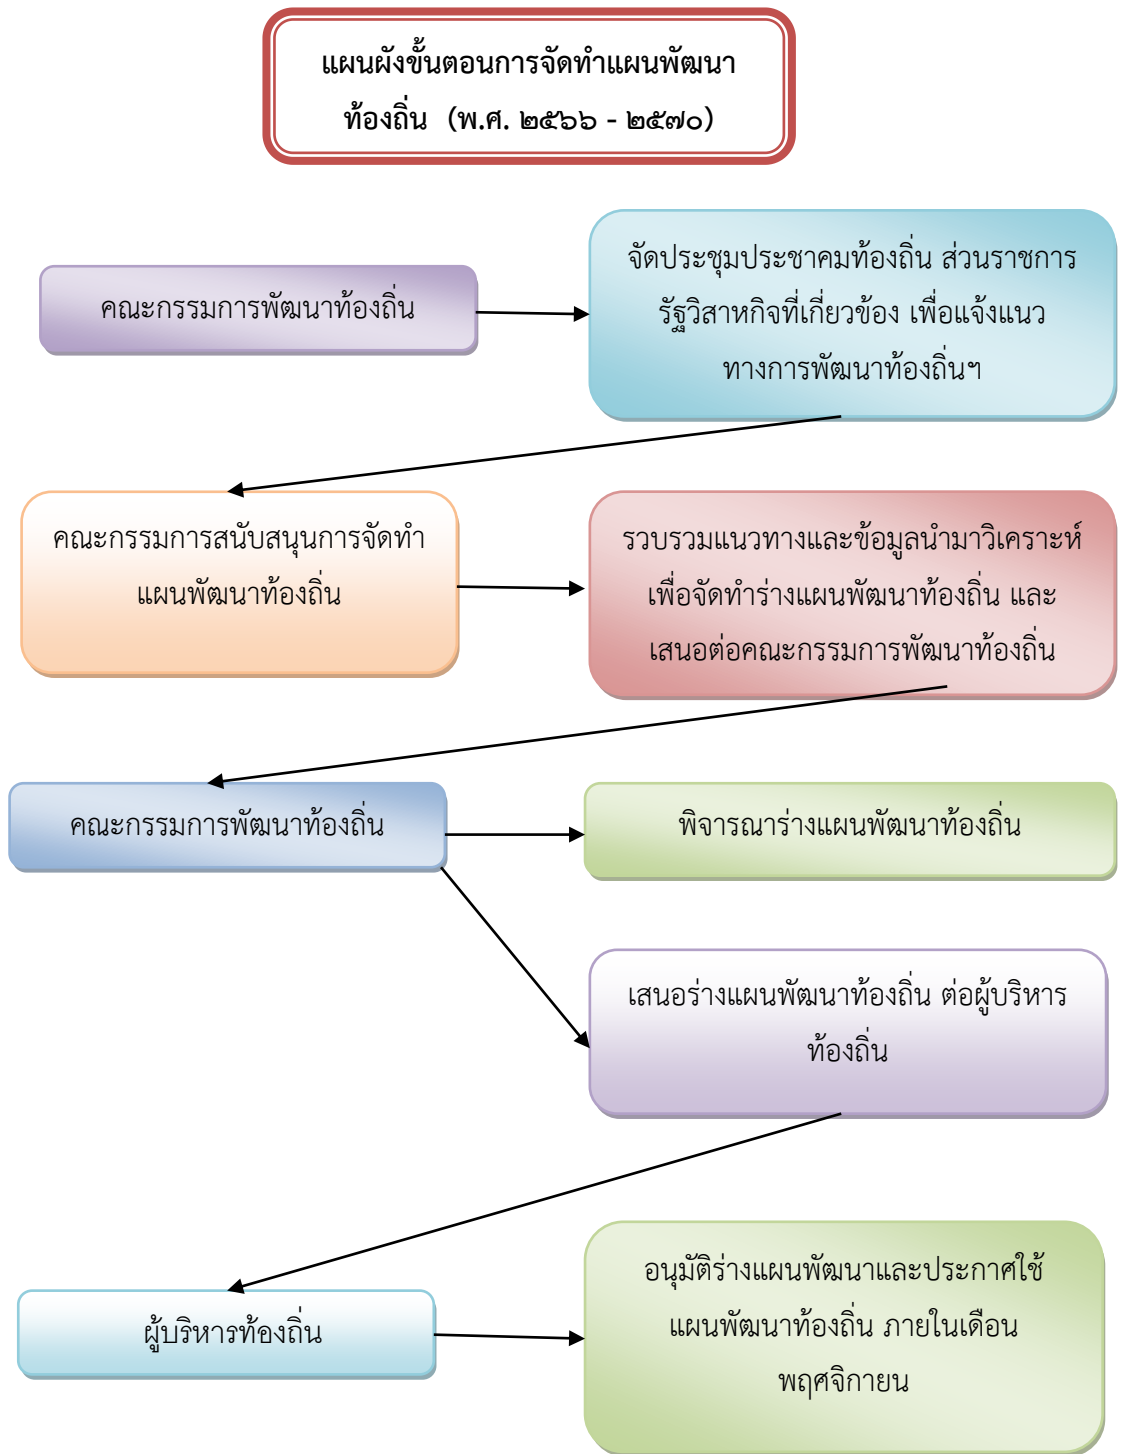 แผนผังขั้นตอนการจัดทำแผนพัฒนา
ท้องถิ่น (พ.ศ. ๒๕๖๖ - ๒๕๗๐)
คณะกรรมการพัฒนาท้องถิ่น
จัดประชุมประชาคมท้องถิ่น ส่วนราชการ
รัฐวิสาหกิจที่เกี่ยวข้อง เพื่อแจ้งแนว
ทางการพัฒนาท้องถิ่นฯ
คณะกรรมการสนับสนุนการจัดทำ
แผนพัฒนาท้องถิ่น
รวบรวมแนวทางและข้อมูลนำมาวิเคราะห์
เพื่อจัดทำร่างแผนพัฒนาท้องถิ่น และ
เสนอต่อคณะกรรมการพัฒนาท้องถิ่น
คณะกรรมการพัฒนาท้องถิ่น
พิจารณาร่างแผนพัฒนาท้องถิ่น
เสนอร่างแผนพัฒนาท้องถิ่น ต่อผู้บริหาร
ท้องถิ่น
ผู้บริหารท้องถิ่น
อนุมัติร่างแผนพัฒนาและประกาศใช้
แผนพัฒนาท้องถิ่น ภายในเดือน
พฤศจิกายน